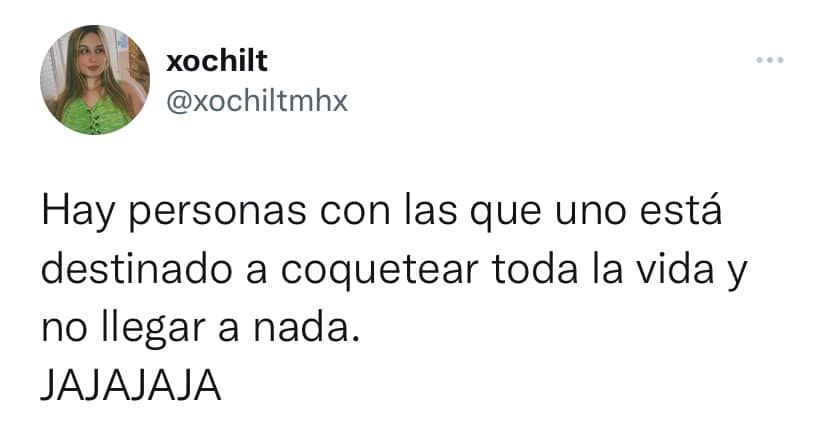 xochilt
@xochiltmhx
Hay personas con las que uno está
destinado a coquetear toda la vida y
no llegar a nada.
JAJAJAJA